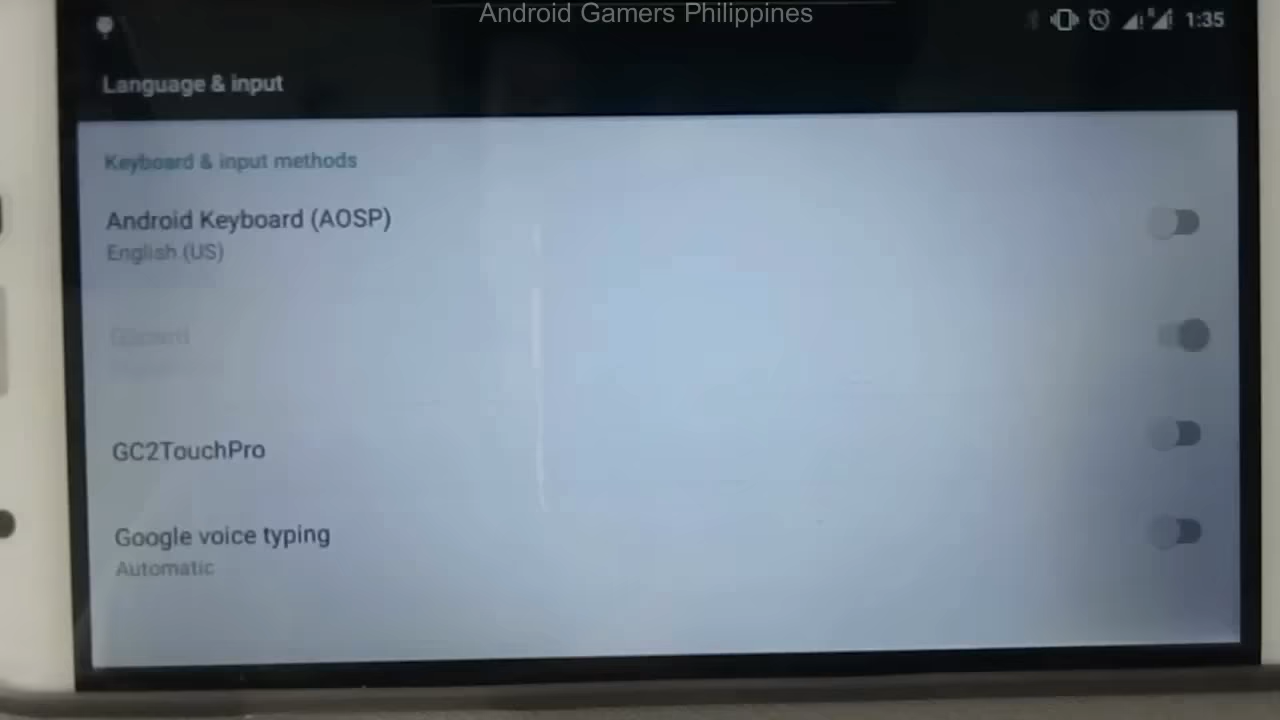 Android Gamers Philippines
1:35
Language & input
Keyboard & input methods
Android Keyboard (AOSP)
English (US)
GC2TouchPro
Google voice typing
Automatic